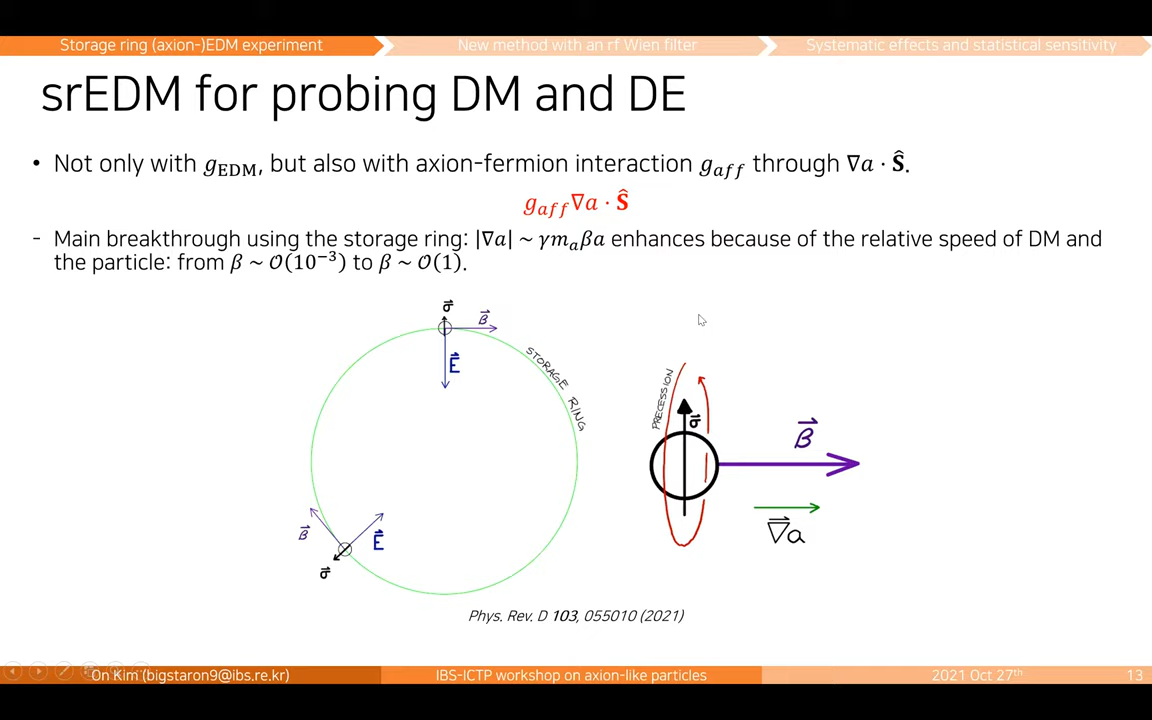 Storage ring (axion-)EDM experiment
New method with an rf Wien filter
Systematic effects and statistical sensitivity
srEDM for probing DM and DE
• Not only with g_EDM, but also with axion-fermion interaction g_aff through ∇a · Ŝ.
g_aff ∇a · Ŝ
- Main breakthrough using the storage ring: |∇a| ~ γm_aβa enhances because of the relative speed of DM and
the particle: from β ~ 𝒪(10⁻³) to β ~ 𝒪(1).
σ⃗
β⃗
E⃗
STORAGE RING
β⃗
E⃗
σ⃗
PRECESSION
σ⃗
β⃗
∇⃗a
Phys. Rev. D 103, 055010 (2021)
On Kim (bigstaron9@ibs.re.kr)
IBS-ICTP workshop on axion-like particles
2021 Oct 27th
13